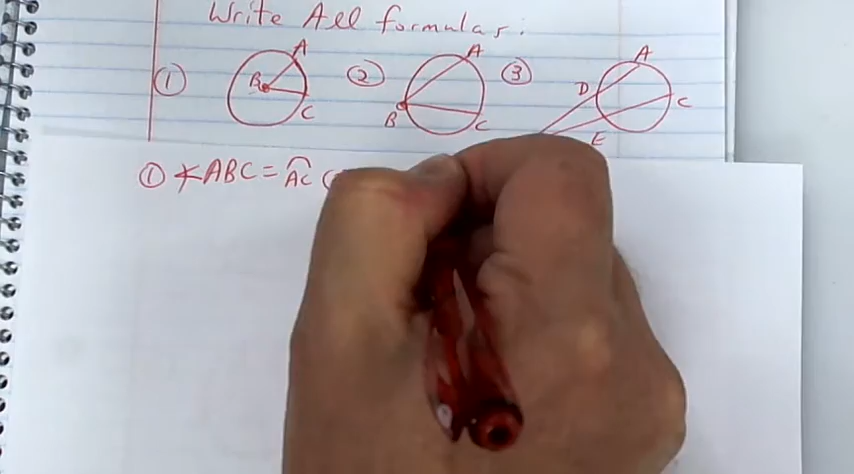 Write All formulas:
① A B C ② A B C ③ A D C E
① ∢ABC = AC (